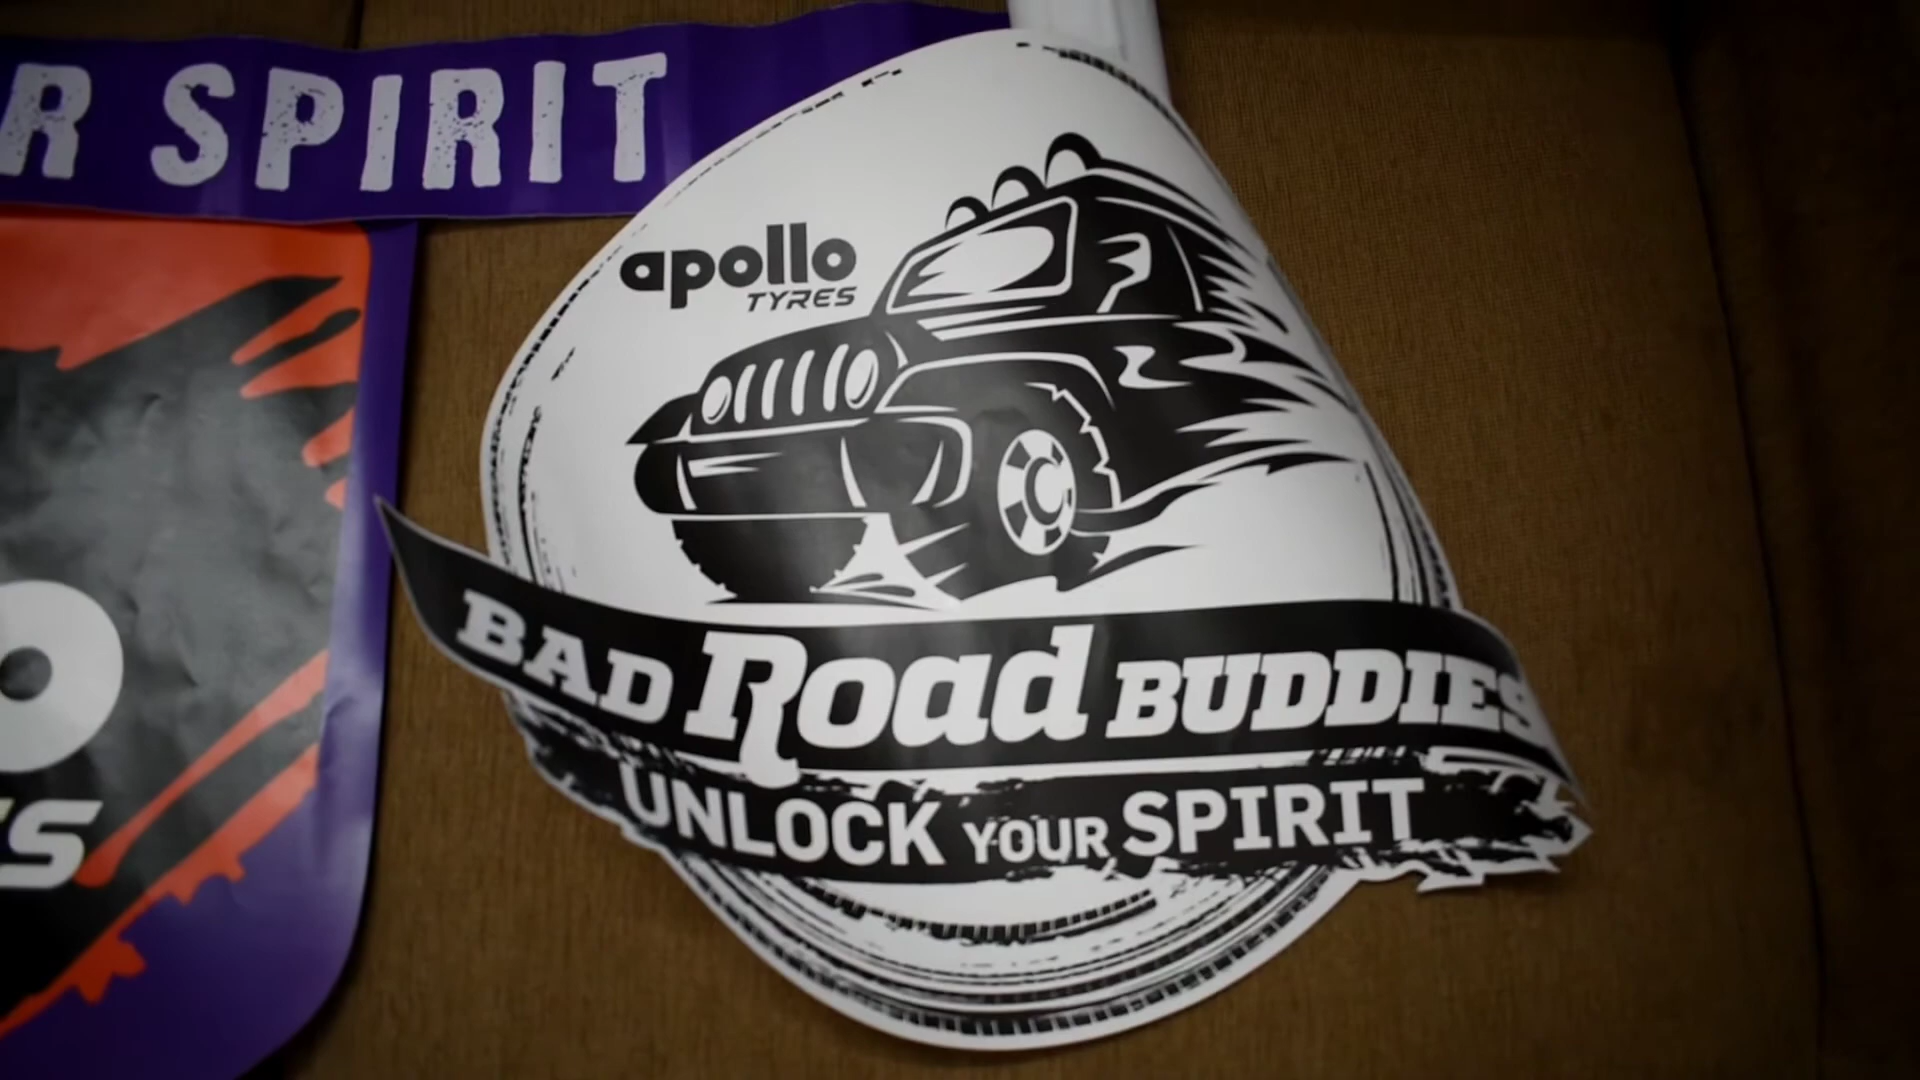 R SPIRIT
apollo
TYRES
BAD Road BUDDIES
UNLOCK YOUR SPIRIT